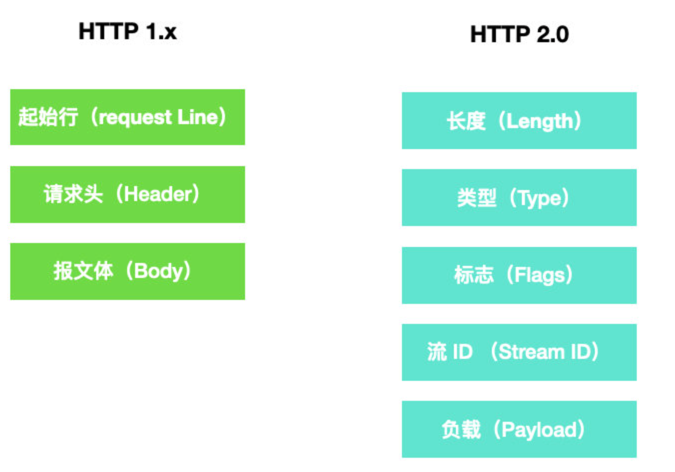 HTTP 1.x
起始行（request Line）
请求头（Header）
报文体（Body）
HTTP 2.0
长度（Length）
类型（Type）
标志（Flags）
流 ID （Stream ID）
负载（Payload）